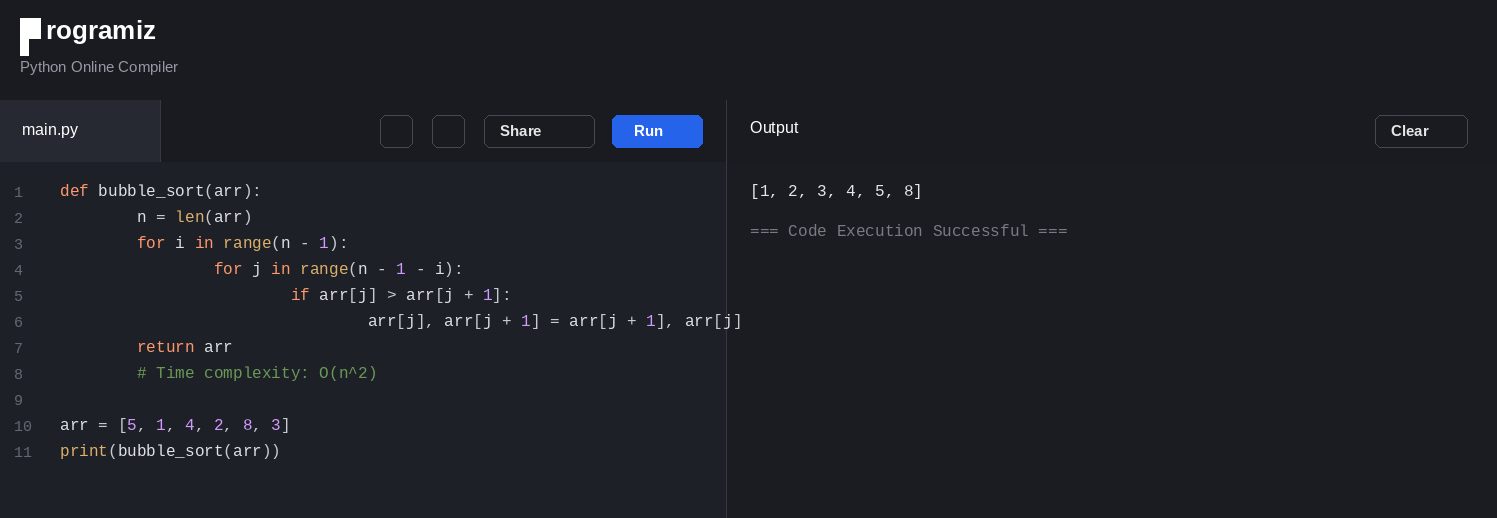 Programiz
Python Online Compiler
main.py
Share
Run
Output
Clear
1 def bubble_sort(arr):
2         n = len(arr)
3         for i in range(n - 1):
4                 for j in range(n - 1 - i):
5                         if arr[j] > arr[j + 1]:
6                                 arr[j], arr[j + 1] = arr[j + 1], arr[j]
7         return arr
8         # Time complexity: O(n^2)
9
10 arr = [5, 1, 4, 2, 8, 3]
11 print(bubble_sort(arr))
[1, 2, 3, 4, 5, 8]
=== Code Execution Successful ===